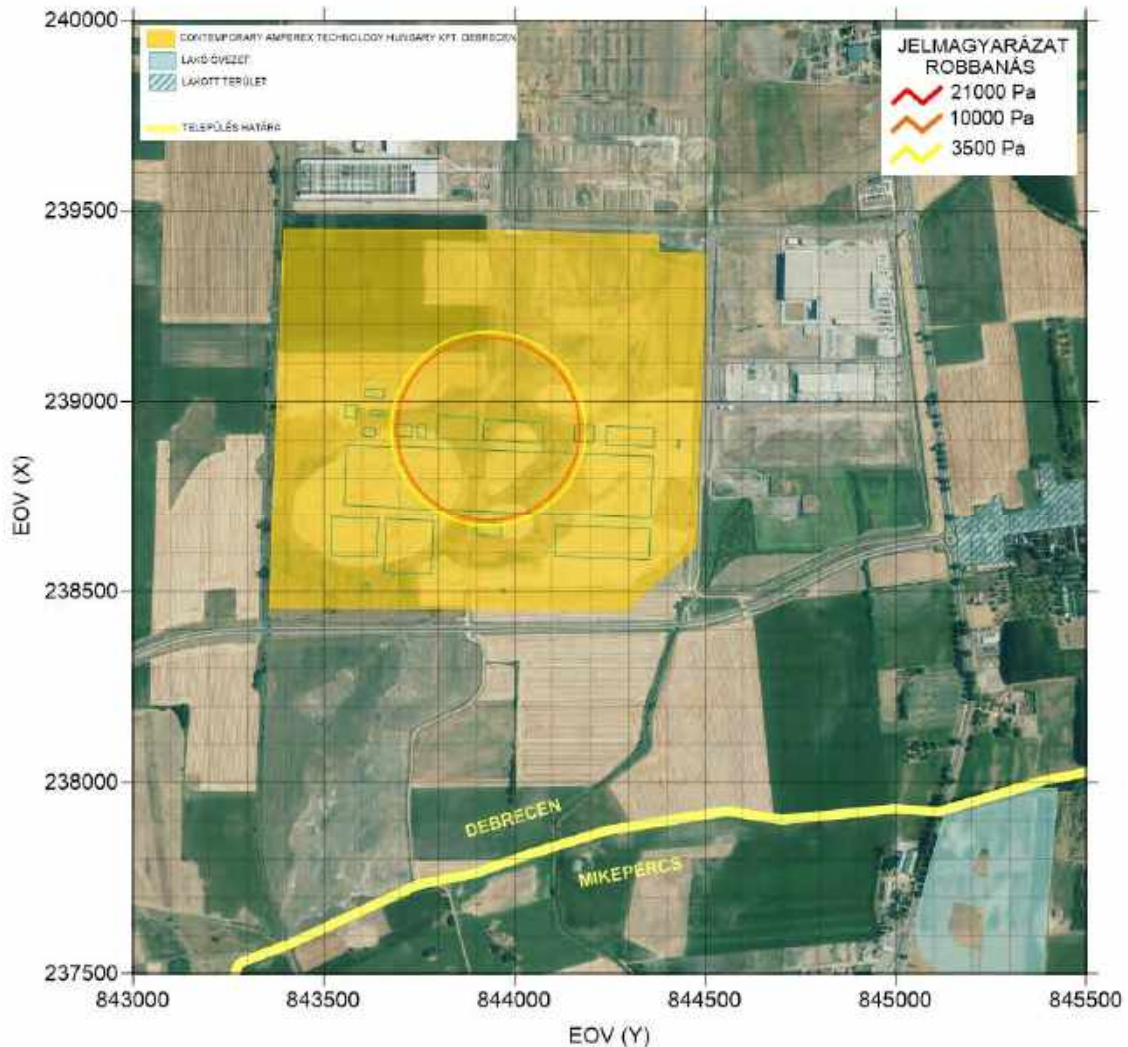 CONTEMPORARY AMPEREX TECHNOLOGY HUNGARY KFT. DEBRECEN
LAKÓ ÖVEZET
LAKOTT TERÜLET
TELEPÜLÉS HATÁRA
JELMAGYARÁZAT
ROBBANÁS
21000 Pa
10000 Pa
3500 Pa
240000
239500
239000
238500
238000
237500
EOV (X)
DEBRECEN
MIKEPÉRCS
843000
843500
844000
844500
845000
845500
EOV (Y)